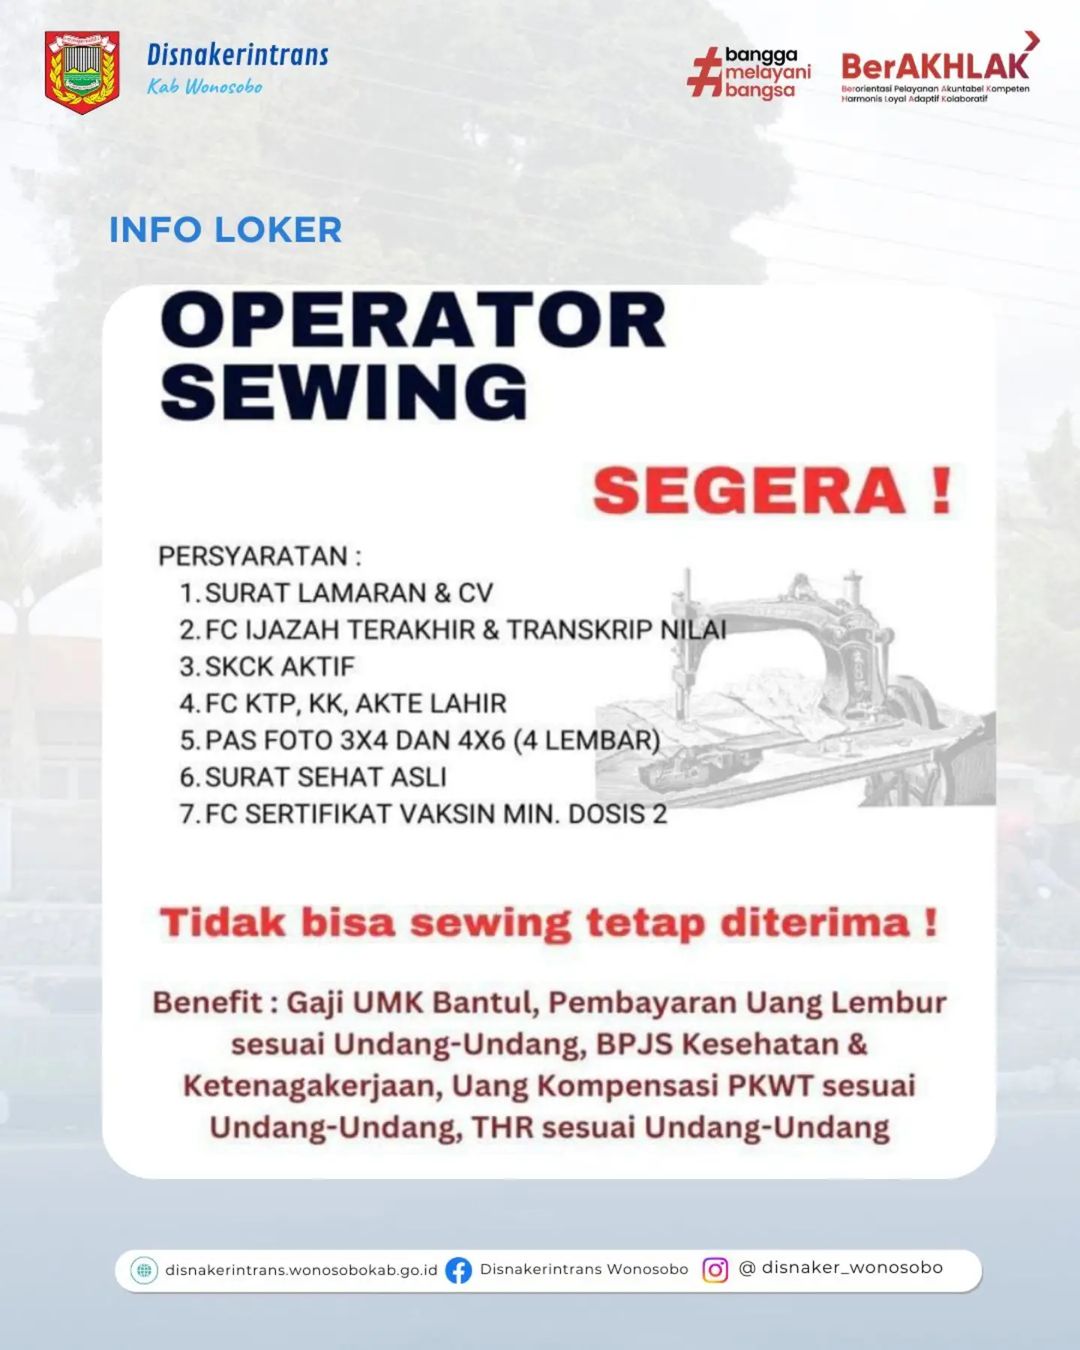 Disnakerintrans
Kab Wonosobo
#bangga
melayani
bangsa
BerAKHLAK
Berorientasi Pelayanan Akuntabel Kompeten
Harmonis Loyal Adaptif Kolaboratif
INFO LOKER
OPERATOR
SEWING
SEGERA !
PERSYARATAN :
1. SURAT LAMARAN & CV
2. FC IJAZAH TERAKHIR & TRANSKRIP NILAI
3. SKCK AKTIF
4. FC KTP, KK, AKTE LAHIR
5. PAS FOTO 3X4 DAN 4X6 (4 LEMBAR)
6. SURAT SEHAT ASLI
7. FC SERTIFIKAT VAKSIN MIN. DOSIS 2
Tidak bisa sewing tetap diterima !
Benefit : Gaji UMK Bantul, Pembayaran Uang Lembur
sesuai Undang-Undang, BPJS Kesehatan &
Ketenagakerjaan, Uang Kompensasi PKWT sesuai
Undang-Undang, THR sesuai Undang-Undang
disnakerintrans.wonosobokab.go.id Disnakerintrans Wonosobo @ disnaker_wonosobo